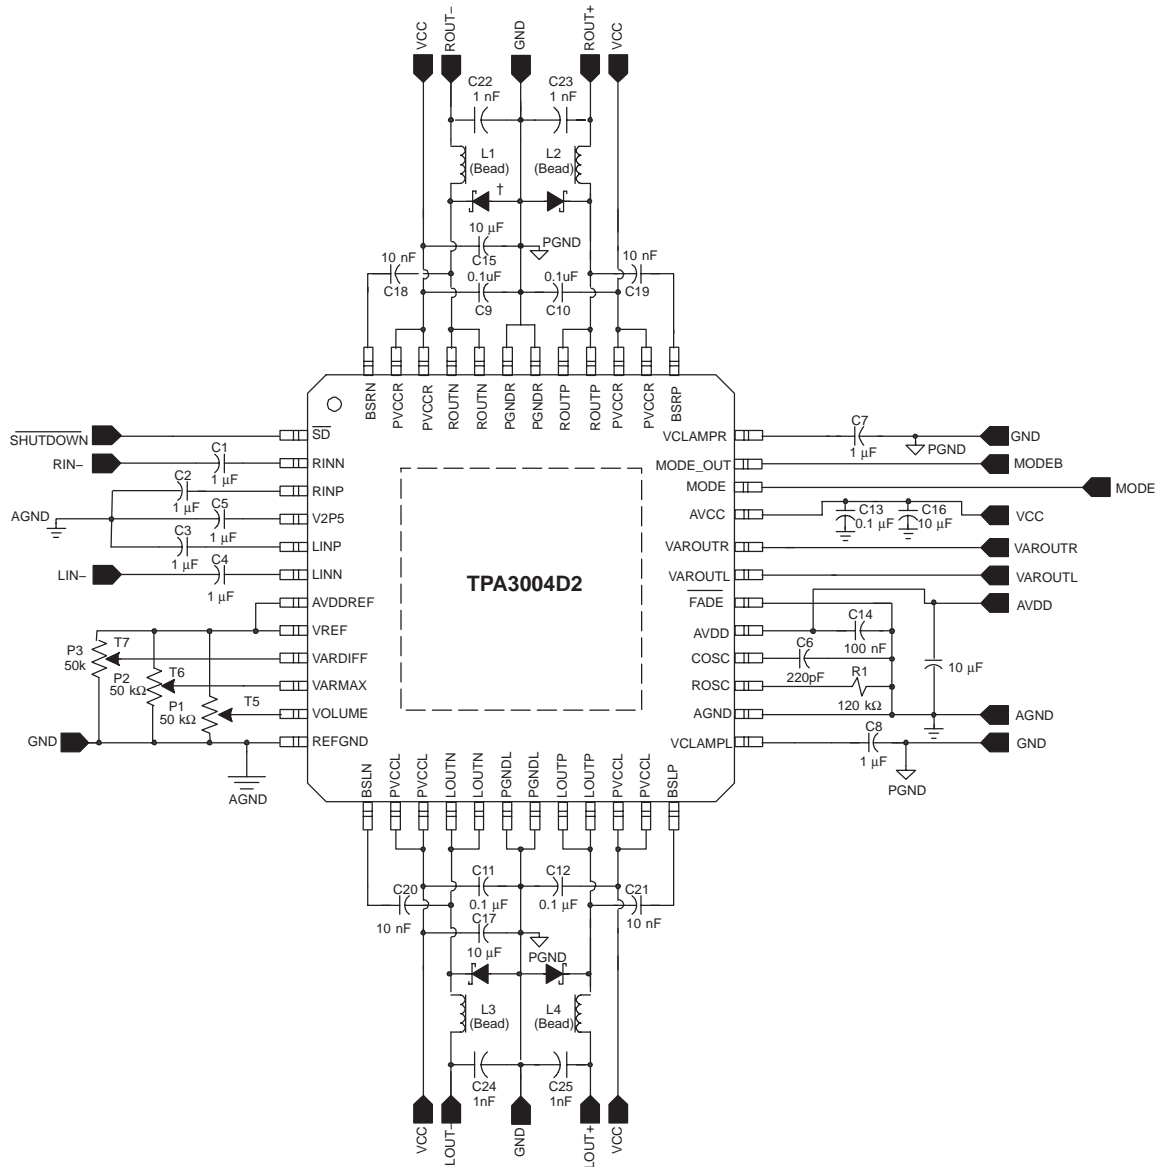 VCC
ROUT−
GND
ROUT+
VCC
C22
1 nF
C23
1 nF
L1
(Bead)
L2
(Bead)
†
10 µF
C15
PGND
10 nF
C18
0.1uF
C9
0.1uF
C10
10 nF
C19
BSRN
PVCCR
PVCCR
ROUTN
ROUTN
PGNDR
PGNDR
ROUTP
ROUTP
PVCCR
PVCCR
BSRP
SHUTDOWN
SD
RIN−
C1
1 µF
RINN
C2
1 µF
RINP
AGND
C5
1 µF
V2P5
C3
1 µF
LINP
LIN−
C4
1 µF
LINN
AVDDREF
VREF
P3
50k
T7
VARDIFF
P2
50 kΩ
T6
VARMAX
P1
50 kΩ
T5
VOLUME
GND
REFGND
AGND
TPA3004D2
VCLAMPR
C7
1 µF
PGND
GND
MODE_OUT
MODEB
MODE
MODE
AVCC
C13
0.1 µF
C16
10 µF
VCC
VAROUTR
VAROUTR
VAROUTL
VAROUTL
FADE
AVDD
AVDD
C14
100 nF
COSC
C6
220pF
10 µF
ROSC
R1
120 kΩ
AGND
AGND
VCLAMPL
C8
1 µF
PGND
GND
BSLN
PVCCL
PVCCL
LOUTN
LOUTN
PGNDL
PGNDL
LOUTP
LOUTP
PVCCL
PVCCL
BSLP
C20
10 nF
C11
0.1 µF
C12
0.1 µF
C21
10 nF
C17
10 µF
PGND
L3
(Bead)
L4
(Bead)
C24
1nF
C25
1nF
VCC
LOUT−
GND
LOUT+
VCC